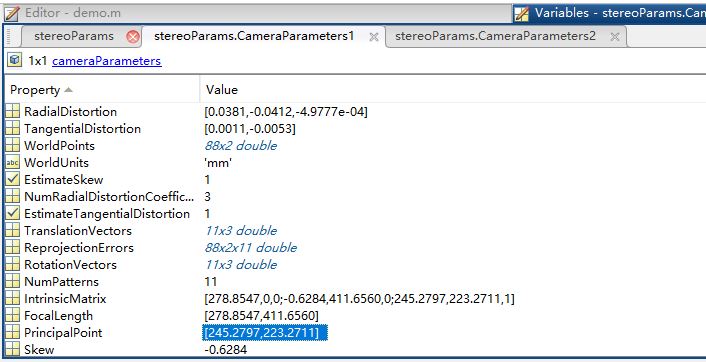 Editor - demo.m
Variables - stereoParams.Ca
stereoParams
stereoParams.CameraParameters1
stereoParams.CameraParameters2
1x1 cameraParameters
Property Value
RadialDistortion [0.0381,-0.0412,-4.9777e-04]
TangentialDistortion [0.0011,-0.0053]
WorldPoints 88x2 double
abc WorldUnits 'mm'
EstimateSkew 1
NumRadialDistortionCoeffic... 3
EstimateTangentialDistortion 1
TranslationVectors 11x3 double
ReprojectionErrors 88x2x11 double
RotationVectors 11x3 double
NumPatterns 11
IntrinsicMatrix [278.8547,0,0;-0.6284,411.6560,0;245.2797,223.2711,1]
FocalLength [278.8547,411.6560]
PrincipalPoint [245.2797,223.2711]
Skew -0.6284